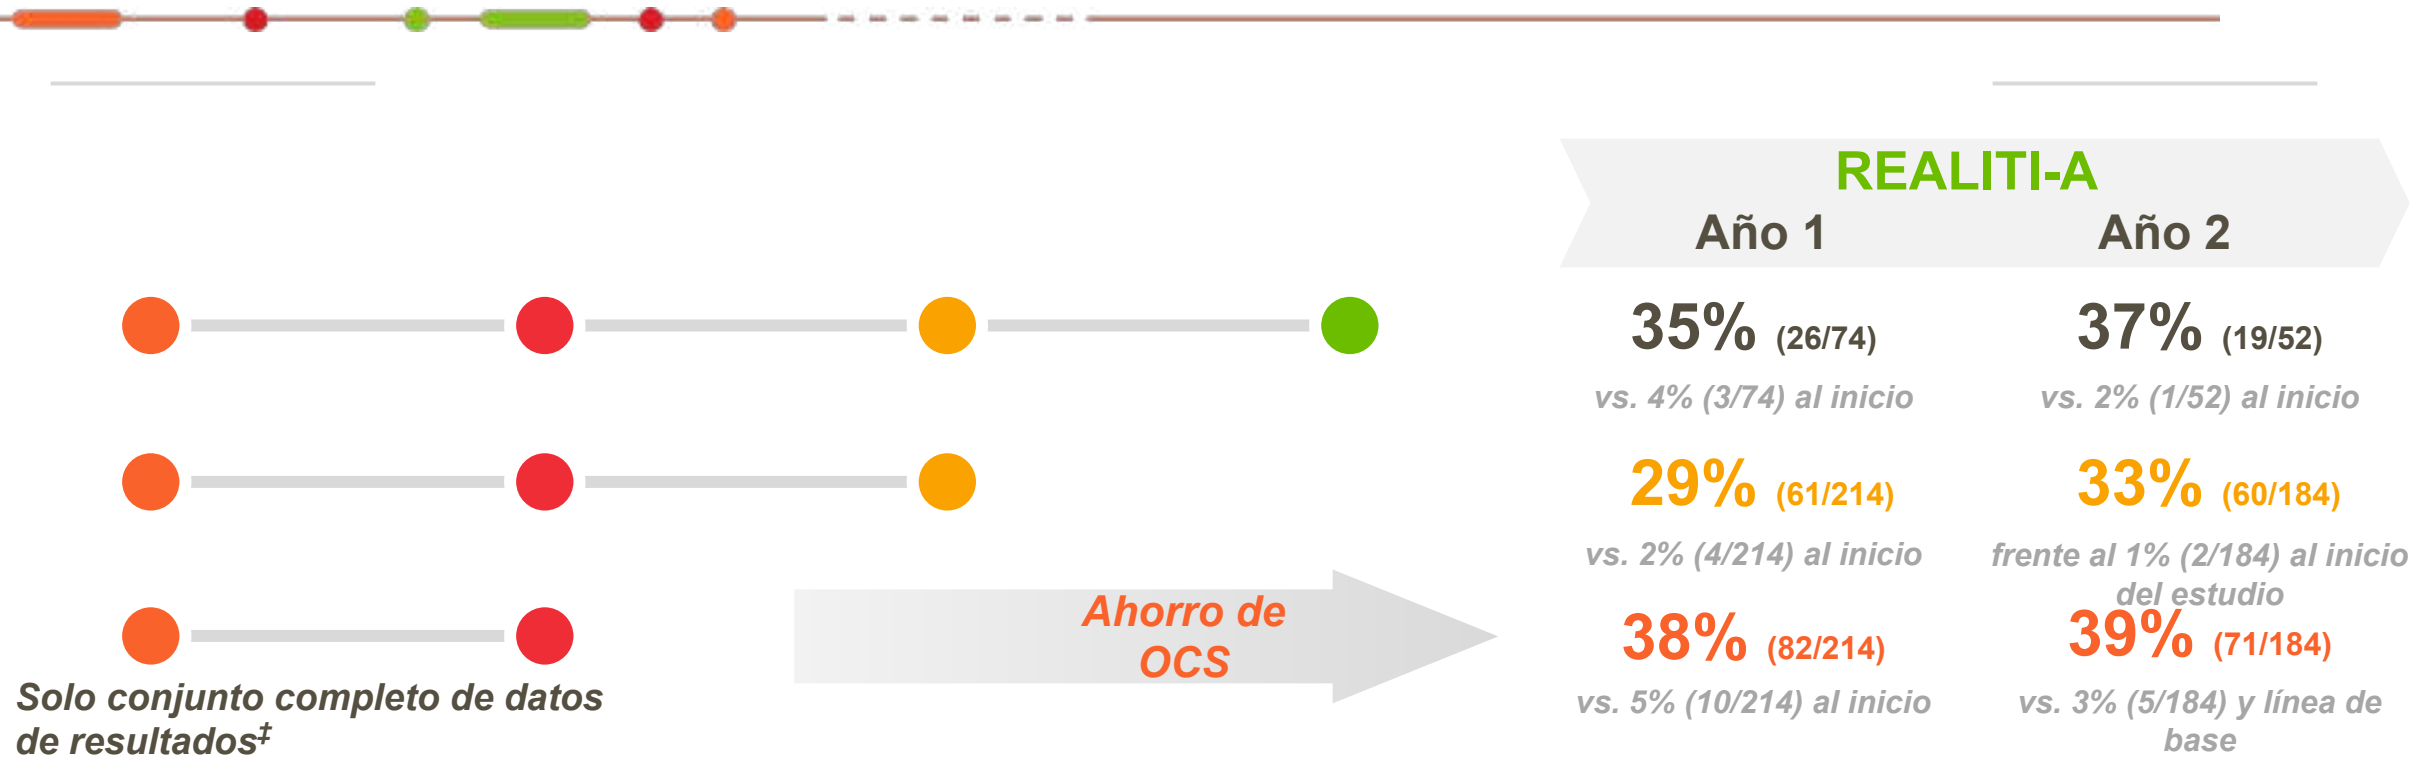 REALITI-A
Año 1
Año 2
35% (26/74)
37% (19/52)
vs. 4% (3/74) al inicio
vs. 2% (1/52) al inicio
29% (61/214)
33% (60/184)
vs. 2% (4/214) al inicio
frente al 1% (2/184) al inicio
del estudio
Ahorro de
OCS
38% (82/214)
39% (71/184)
vs. 5% (10/214) al inicio
vs. 3% (5/184) y línea de
base
Solo conjunto completo de datos
de resultados‡